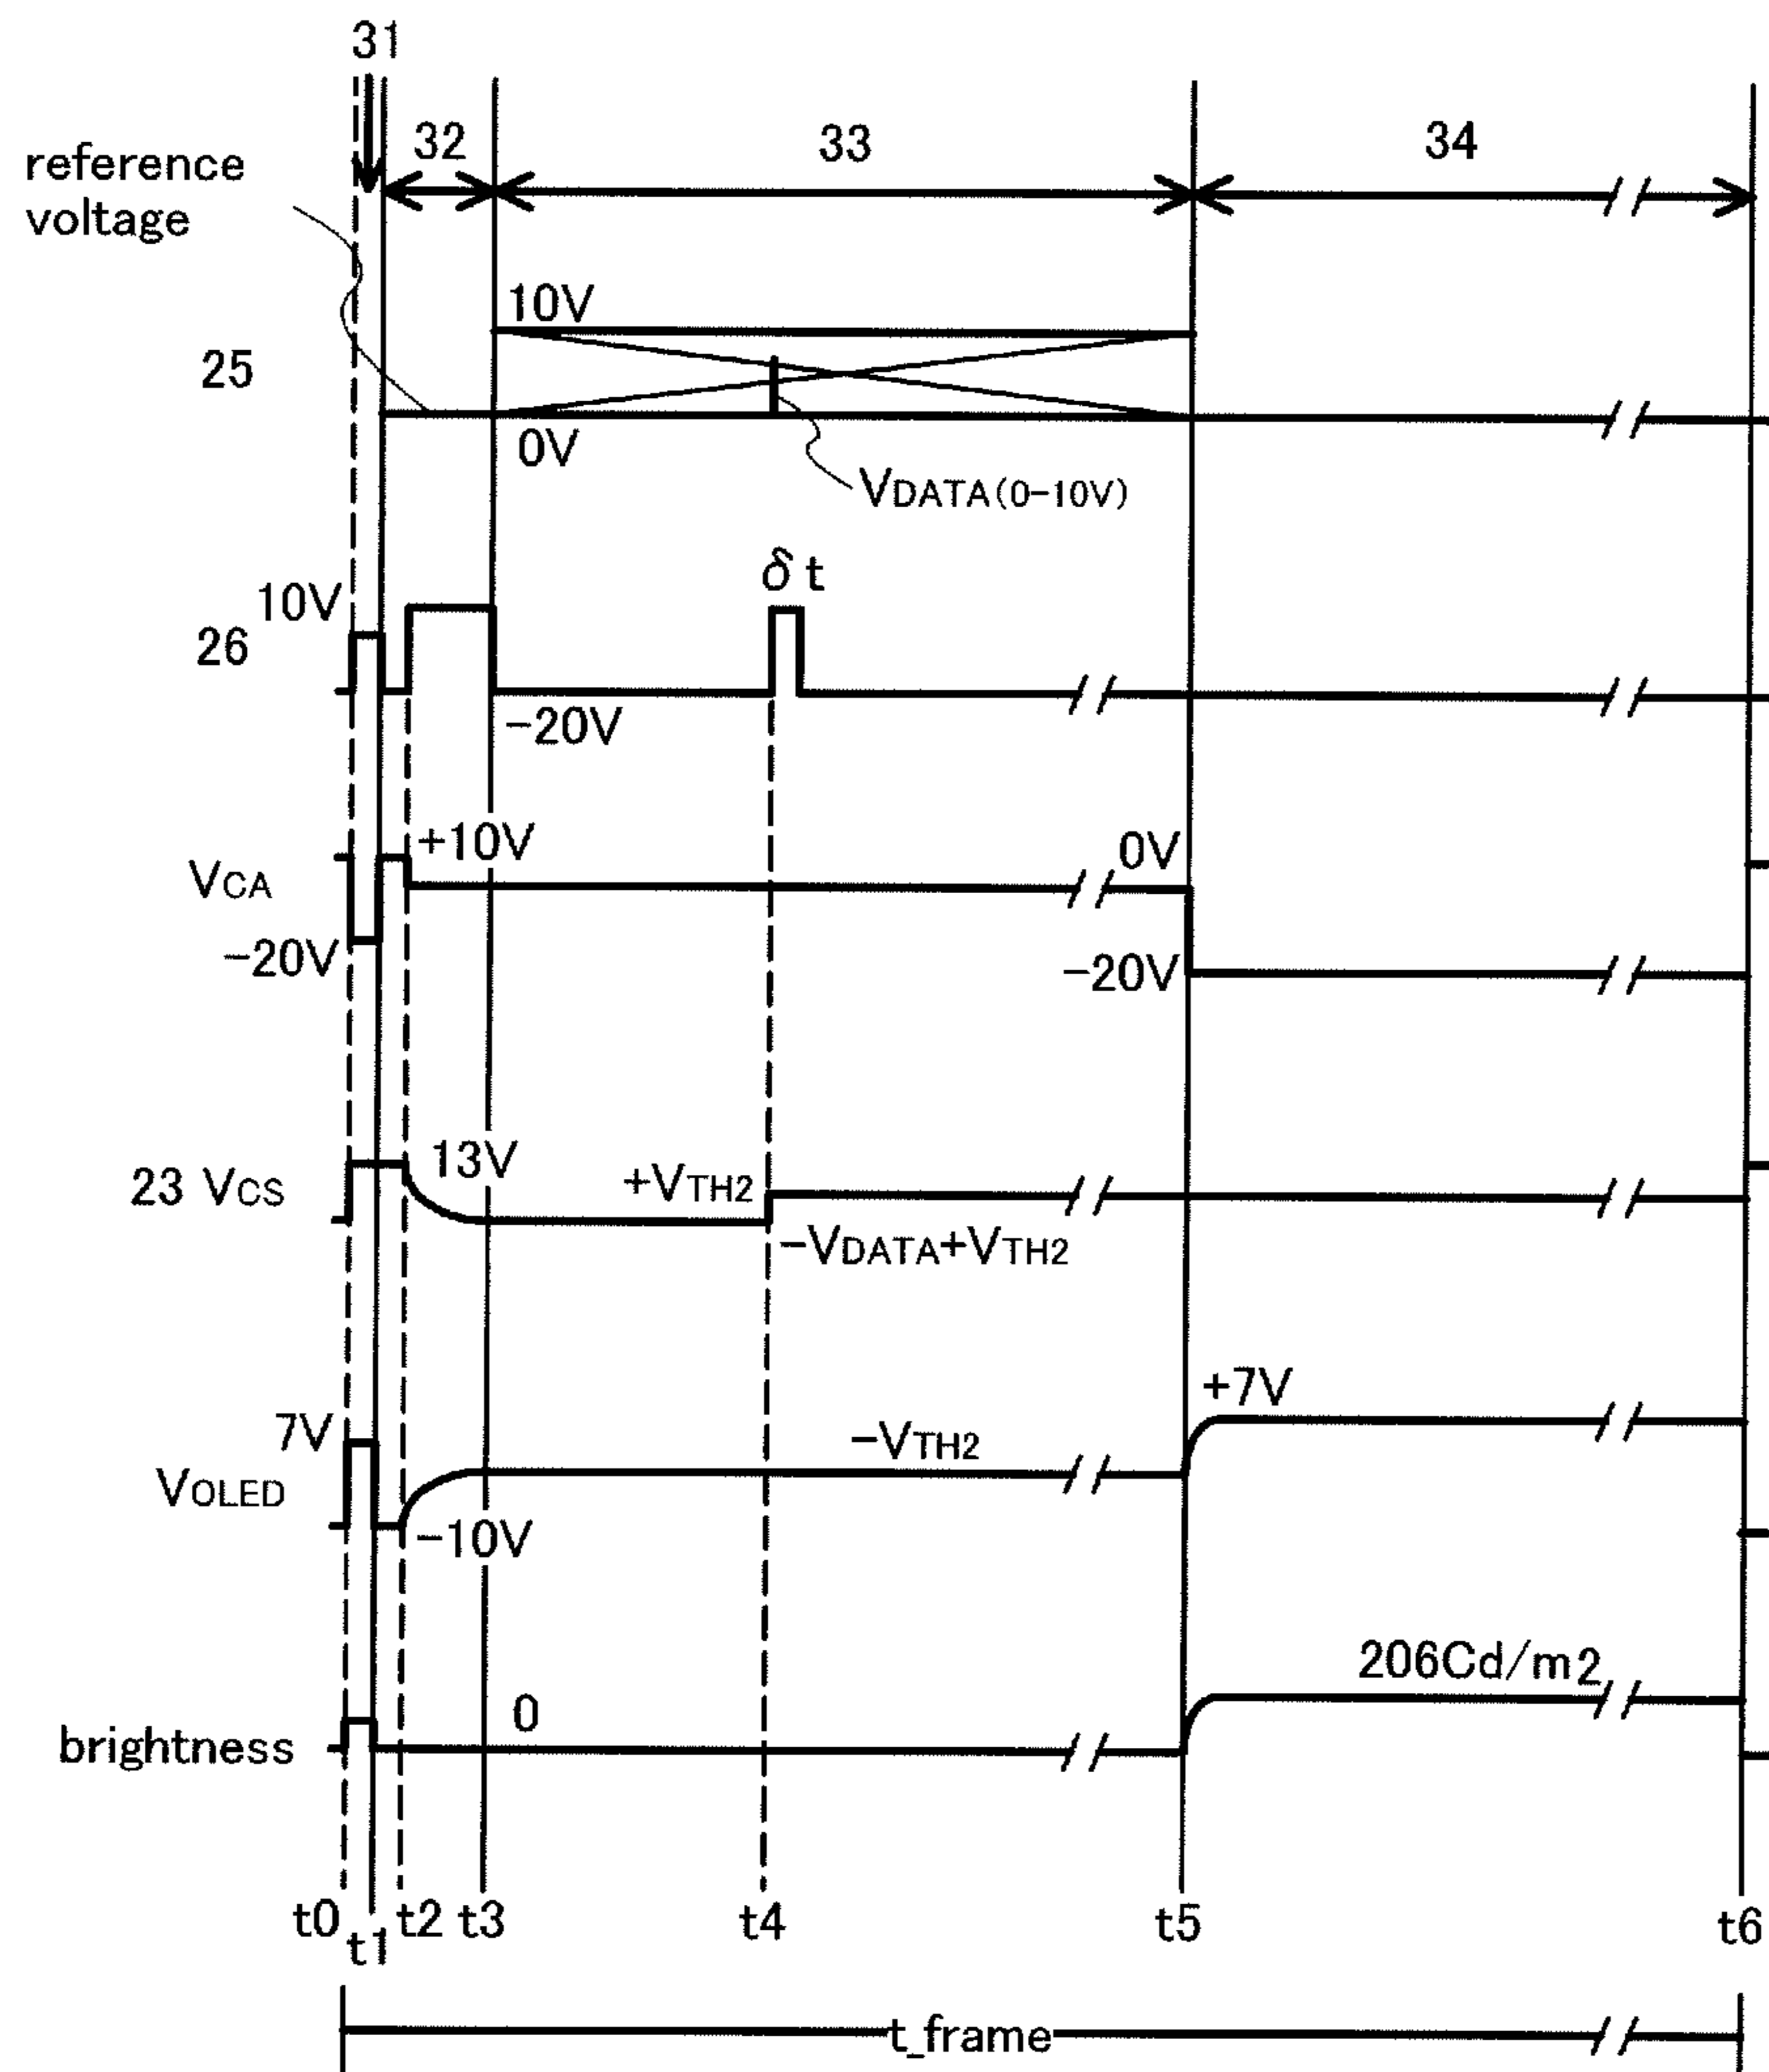 31
32
33
34
reference
voltage
10V
25
0V
VDATA(0-10V)
δt
10V
26
-20V
+10V
0V
VCA
-20V
-20V
13V
23 VCS
+VTH2
-VDATA+VTH2
+7V
7V
-VTH2
VOLED
-10V
206Cd/m2
0
brightness
t0
t1
t2
t3
t4
t5
t6
t_frame